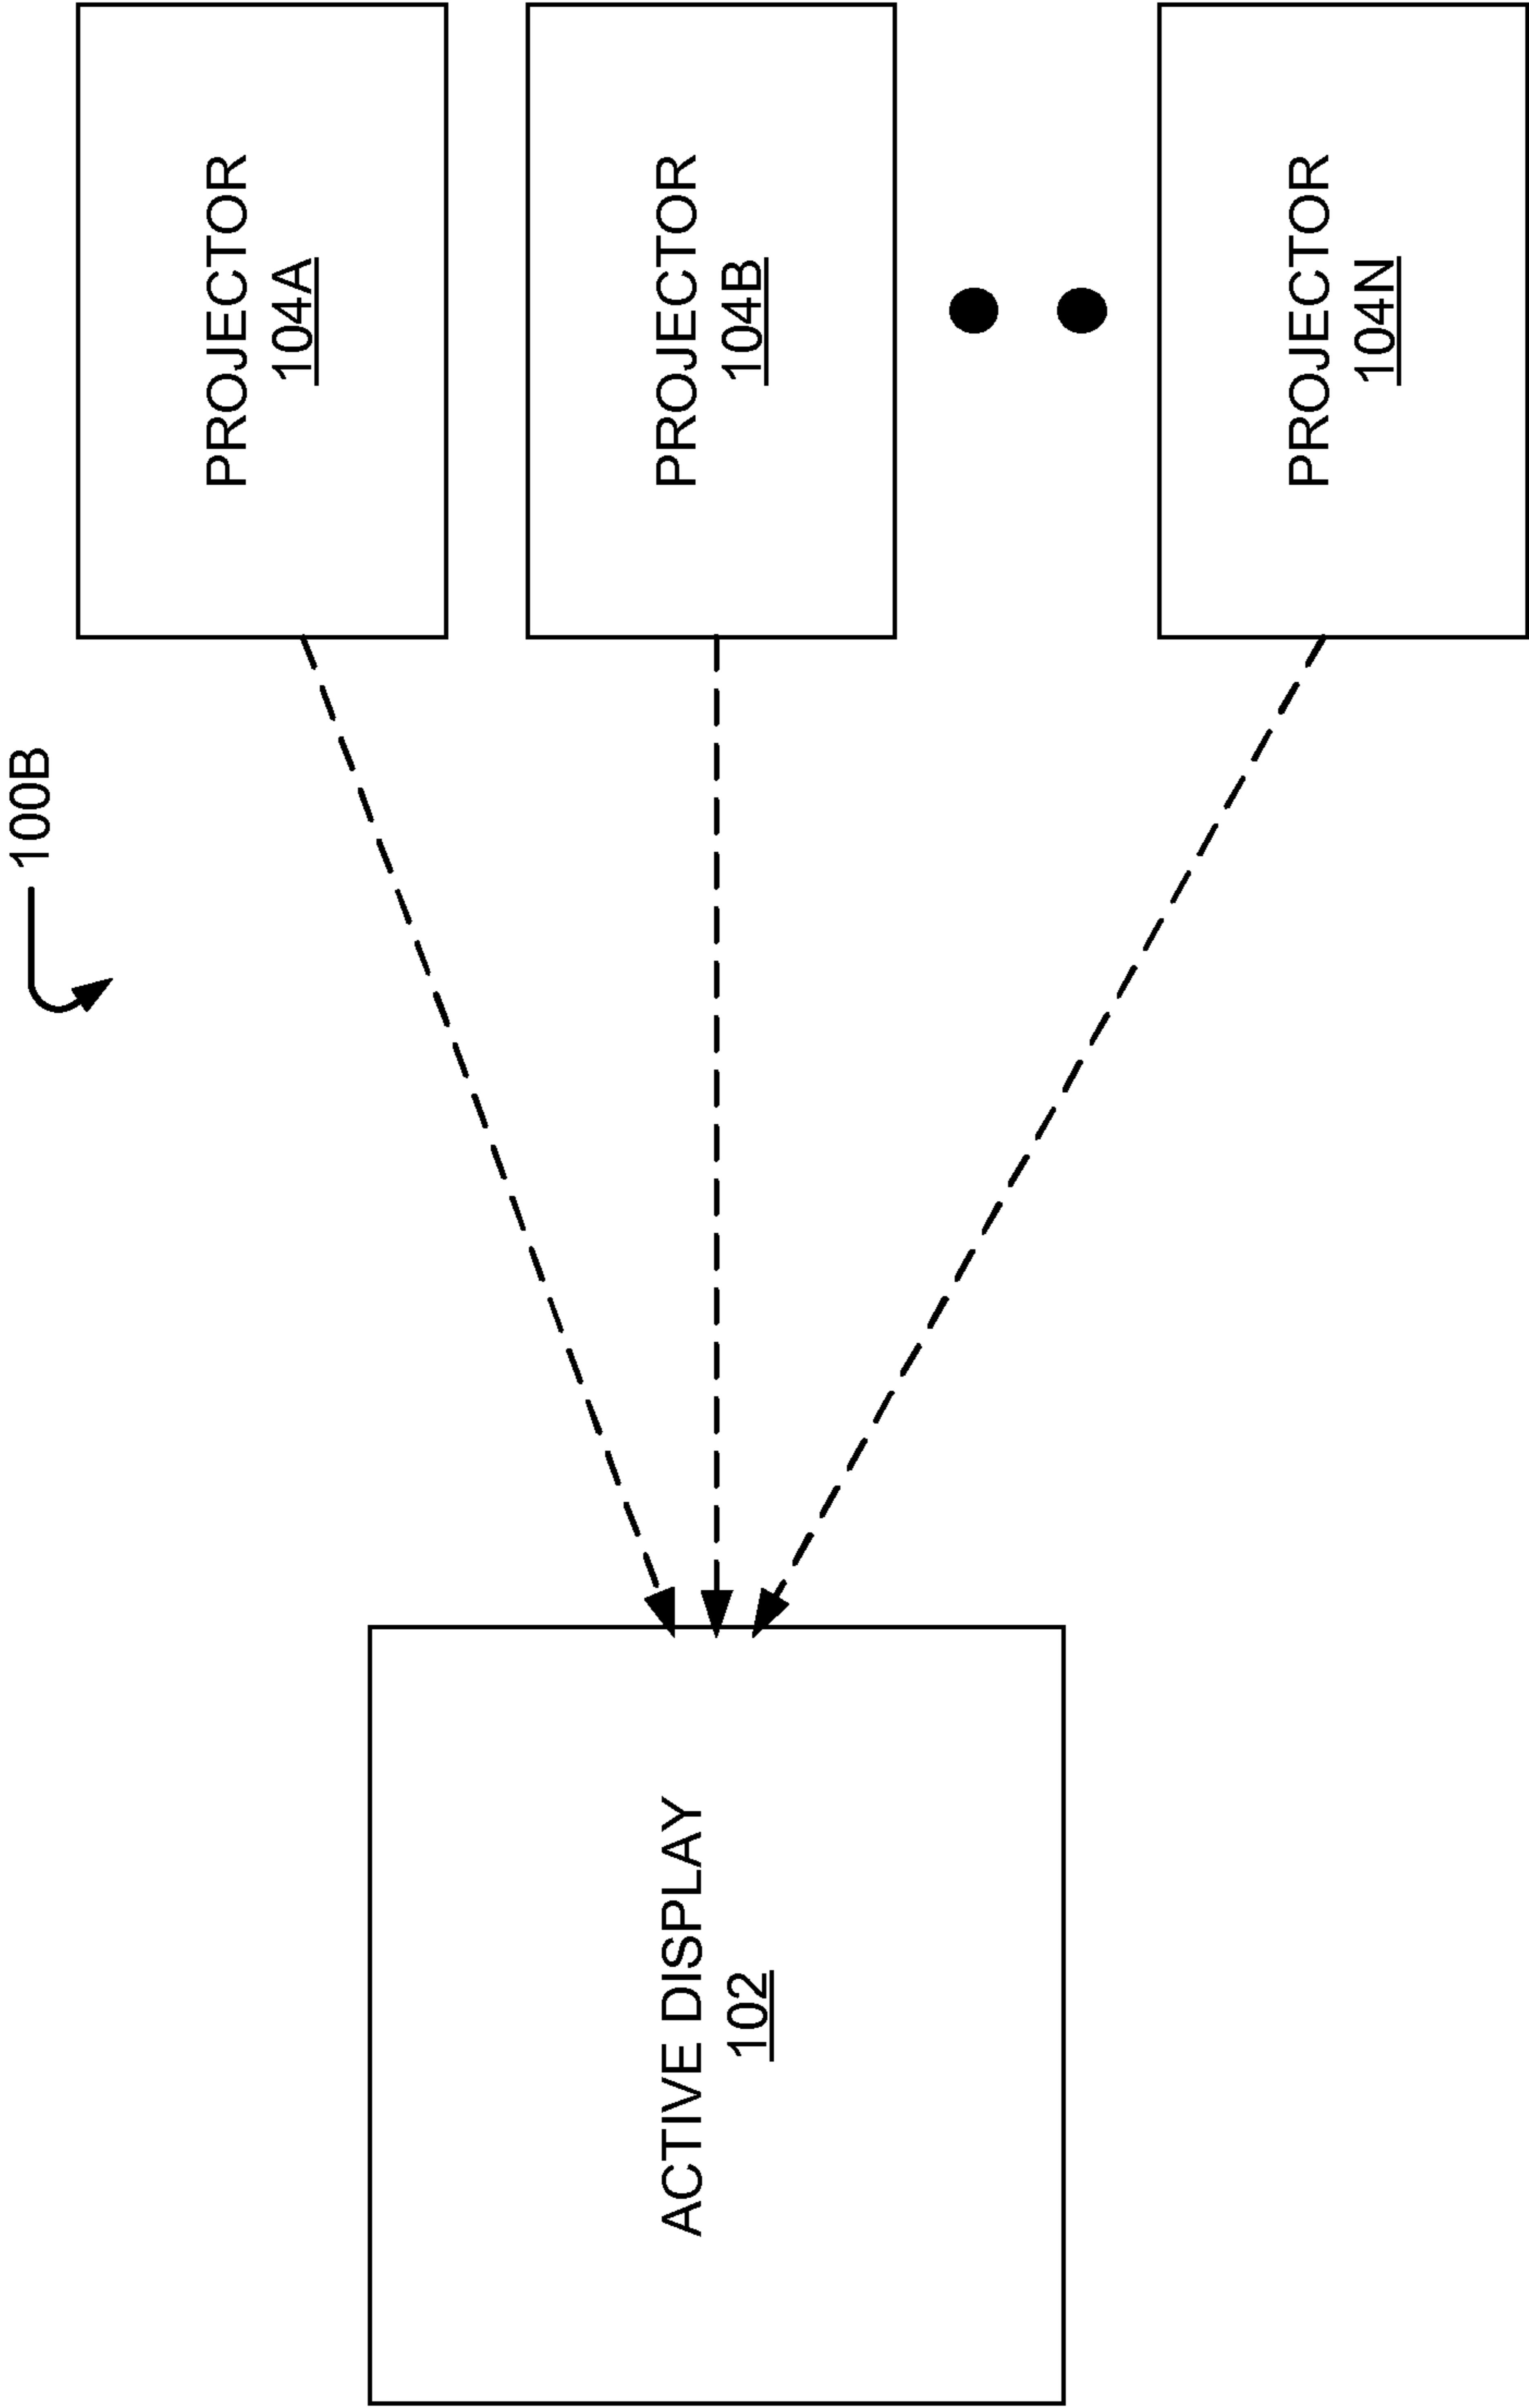 100B
PROJECTOR
104A
PROJECTOR
104B
PROJECTOR
104N
ACTIVE DISPLAY
102